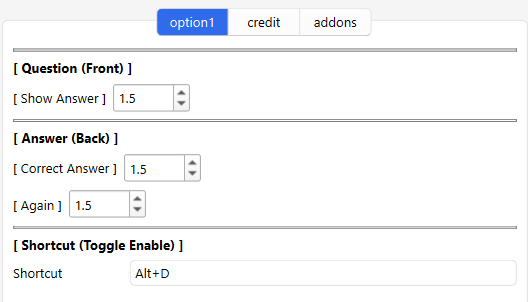 option1 credit addons
[ Question (Front) ]
[ Show Answer ] 1.5
[ Answer (Back) ]
[ Correct Answer ] 1.5
[ Again ] 1.5
[ Shortcut (Toggle Enable) ]
Shortcut Alt+D